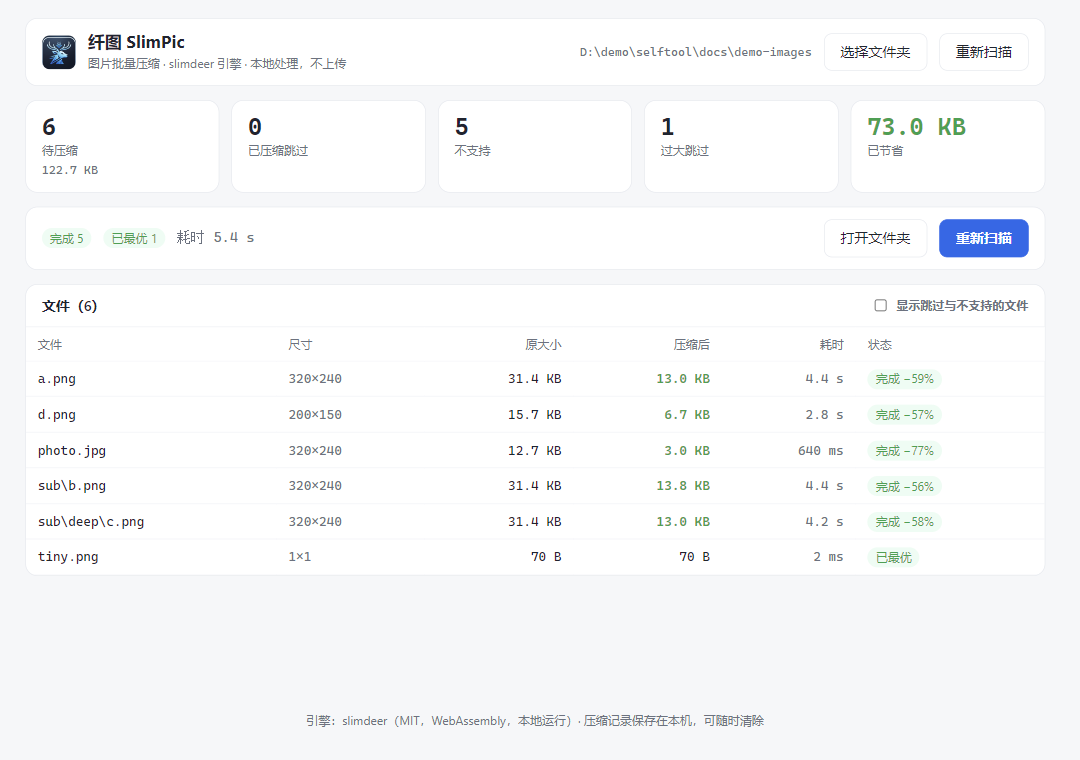 纤图 SlimPic
图片批量压缩 · slimdeer 引擎 · 本地处理，不上传
D:\demo\selftool\docs\demo-images
选择文件夹
重新扫描
6
待压缩
122.7 KB
0
已压缩跳过
5
不支持
1
过大跳过
73.0 KB
已节省
完成 5 已最优 1 耗时 5.4 s
打开文件夹
重新扫描
文件（6）
显示跳过与不支持的文件
文件 尺寸 原大小 压缩后 耗时 状态
a.png 320×240 31.4 KB 13.0 KB 4.4 s 完成 −59%
d.png 200×150 15.7 KB 6.7 KB 2.8 s 完成 −57%
photo.jpg 320×240 12.7 KB 3.0 KB 640 ms 完成 −77%
sub\b.png 320×240 31.4 KB 13.8 KB 4.4 s 完成 −56%
sub\deep\c.png 320×240 31.4 KB 13.0 KB 4.2 s 完成 −58%
tiny.png 1×1 70 B 70 B 2 ms 已最优
引擎：slimdeer（MIT，WebAssembly，本地运行）· 压缩记录保存在本机，可随时清除